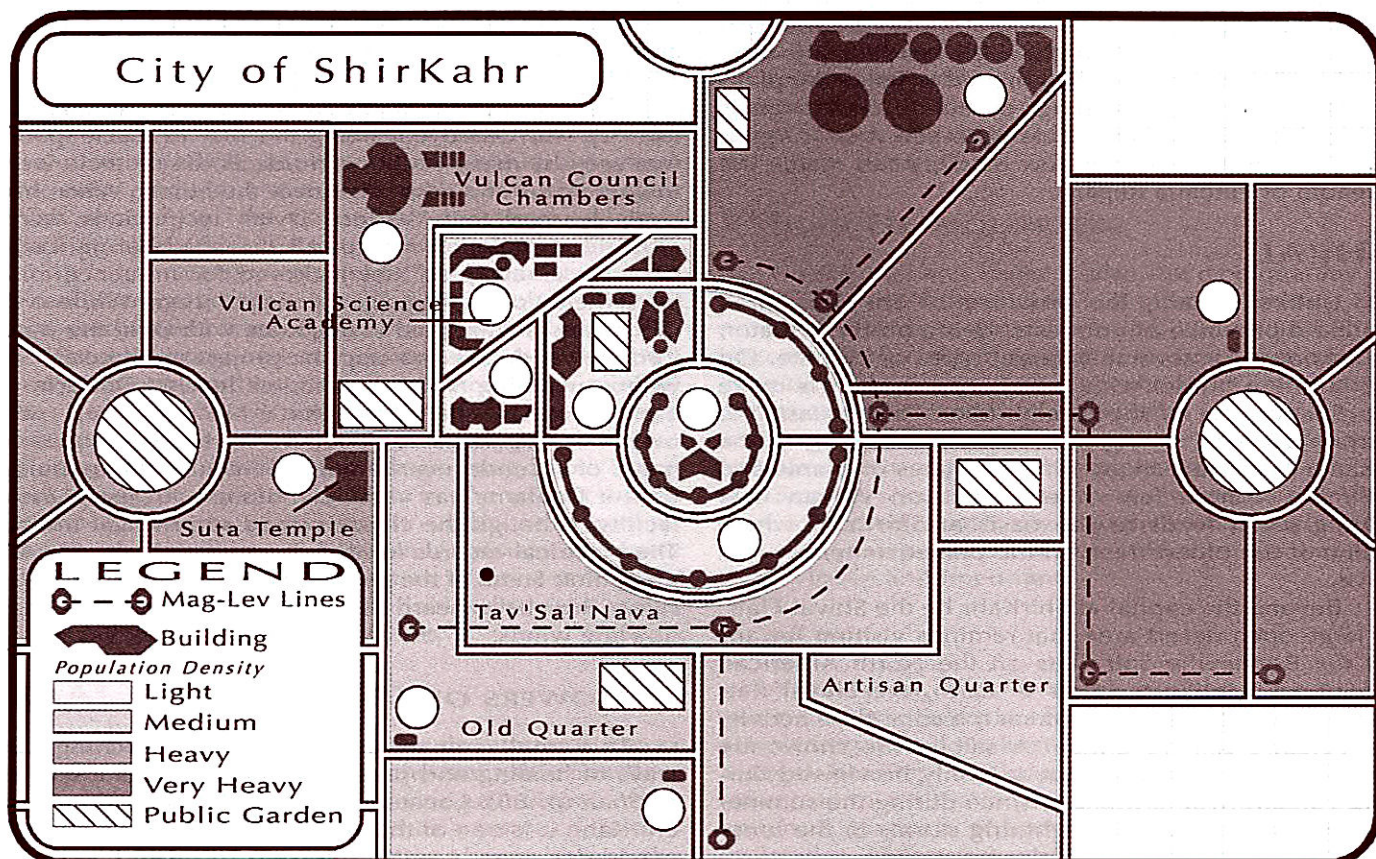 City of ShirKahr
Vulcan Council
Chambers
Vulcan Science
Academy
Suta Temple
Tav'Sal'Nava
Old Quarter
Artisan Quarter
LEGEND
Mag-Lev Lines
Building
Population Density
Light
Medium
Heavy
Very Heavy
Public Garden